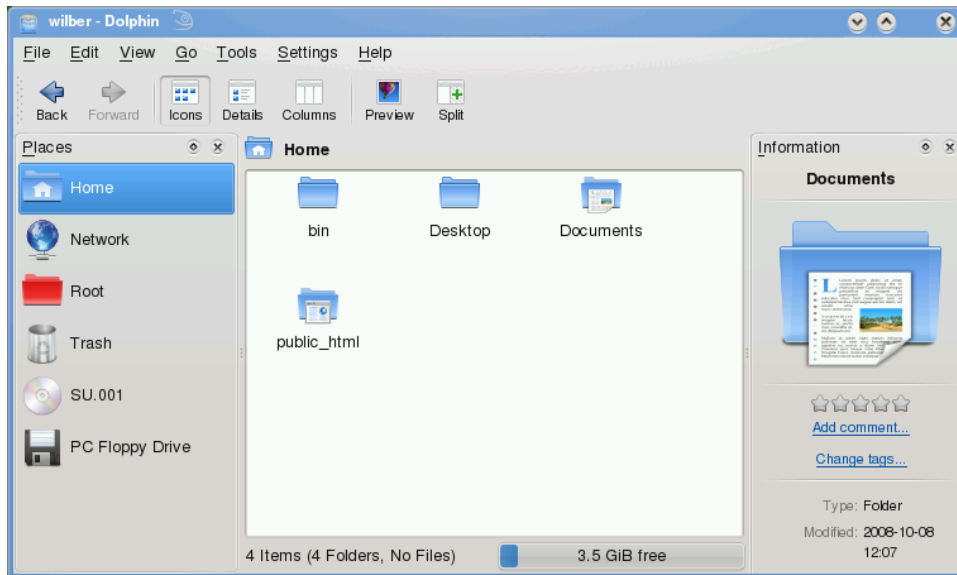 wilber - Dolphin
File Edit View Go Tools Settings Help
Back Forward Icons Details Columns Preview Split
Places
Home
Network
Root
Trash
SU.001
PC Floppy Drive
Home
bin Desktop Documents
public_html
4 Items (4 Folders, No Files) 3.5 GiB free
Information
Documents
Add comment...
Change tags...
Type: Folder
Modified: 2008-10-08
12:07